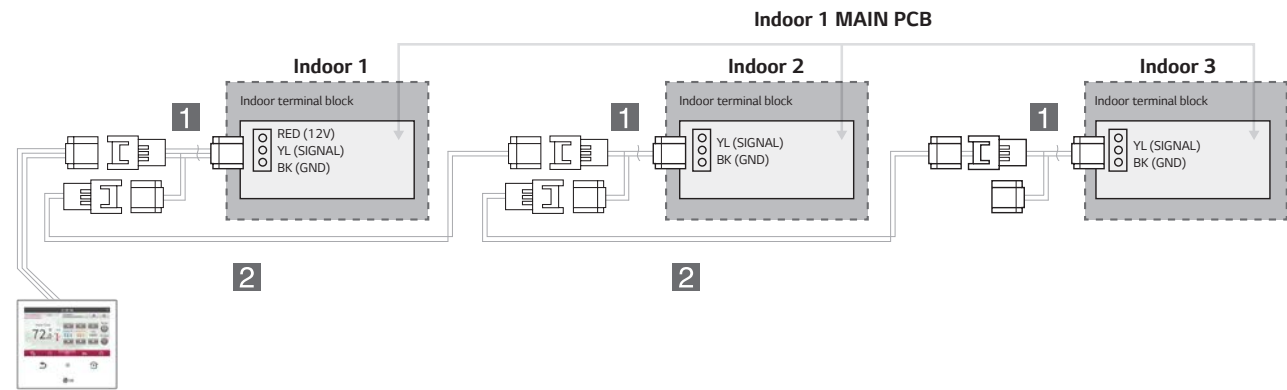 Indoor 1 MAIN PCB
Indoor 1
Indoor 2
Indoor 3
Indoor terminal block
Indoor terminal block
Indoor terminal block
1
1
1
RED (12V)
YL (SIGNAL)
BK (GND)
YL (SIGNAL)
BK (GND)
YL (SIGNAL)
BK (GND)
2
2
72
LG